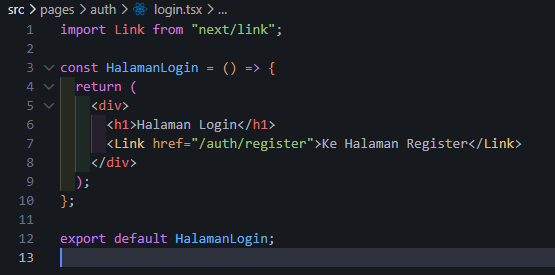 src > pages > auth > login.tsx > ...
1 import Link from "next/link";
2
3 const HalamanLogin = () => {
4   return (
5     <div>
6       <h1>Halaman Login</h1>
7       <Link href="/auth/register">Ke Halaman Register</Link>
8     </div>
9   );
10 };
11
12 export default HalamanLogin;
13